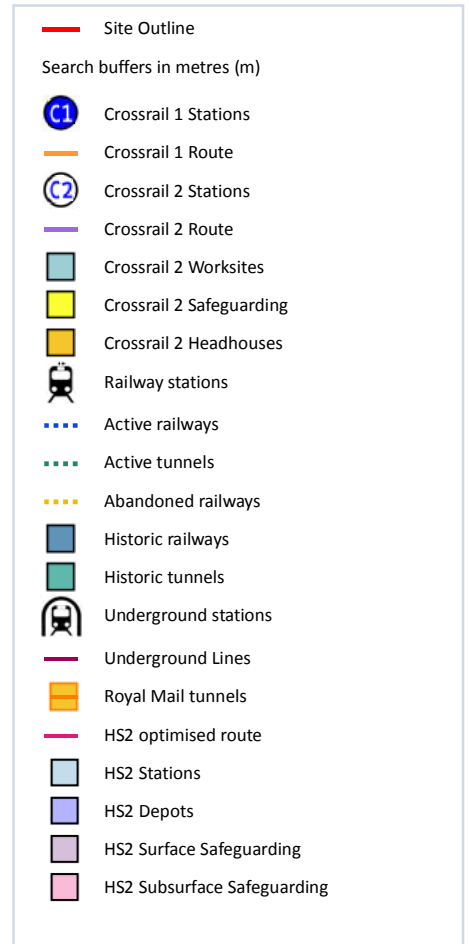 Site Outline
Search buffers in metres (m)
C1 Crossrail 1 Stations
Crossrail 1 Route
C2 Crossrail 2 Stations
Crossrail 2 Route
Crossrail 2 Worksites
Crossrail 2 Safeguarding
Crossrail 2 Headhouses
Railway stations
Active railways
Active tunnels
Abandoned railways
Historic railways
Historic tunnels
Underground stations
Underground Lines
Royal Mail tunnels
HS2 optimised route
HS2 Stations
HS2 Depots
HS2 Surface Safeguarding
HS2 Subsurface Safeguarding